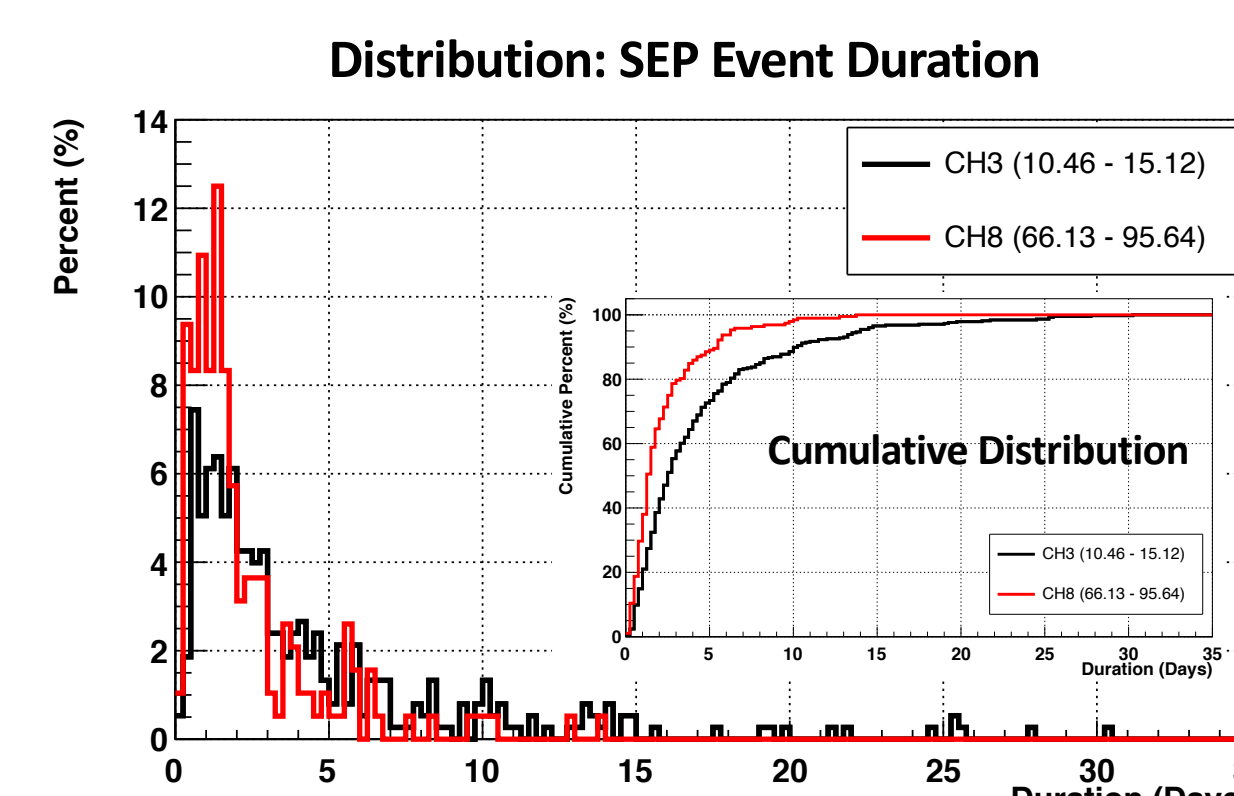 Distribution: SEP Event Duration
Percent (%)
14
12
10
8
6
4
2
0
0 5 10 15 20 25 30
CH3 (10.46 - 15.12)
CH8 (66.13 - 95.64)
Cumulative Percent (%)
100
80
60
40
20
0
0 5 10 15 20 25 30 35
Duration (Days)
Cumulative Distribution
CH3 (10.46 - 15.12)
CH8 (66.13 - 95.64)